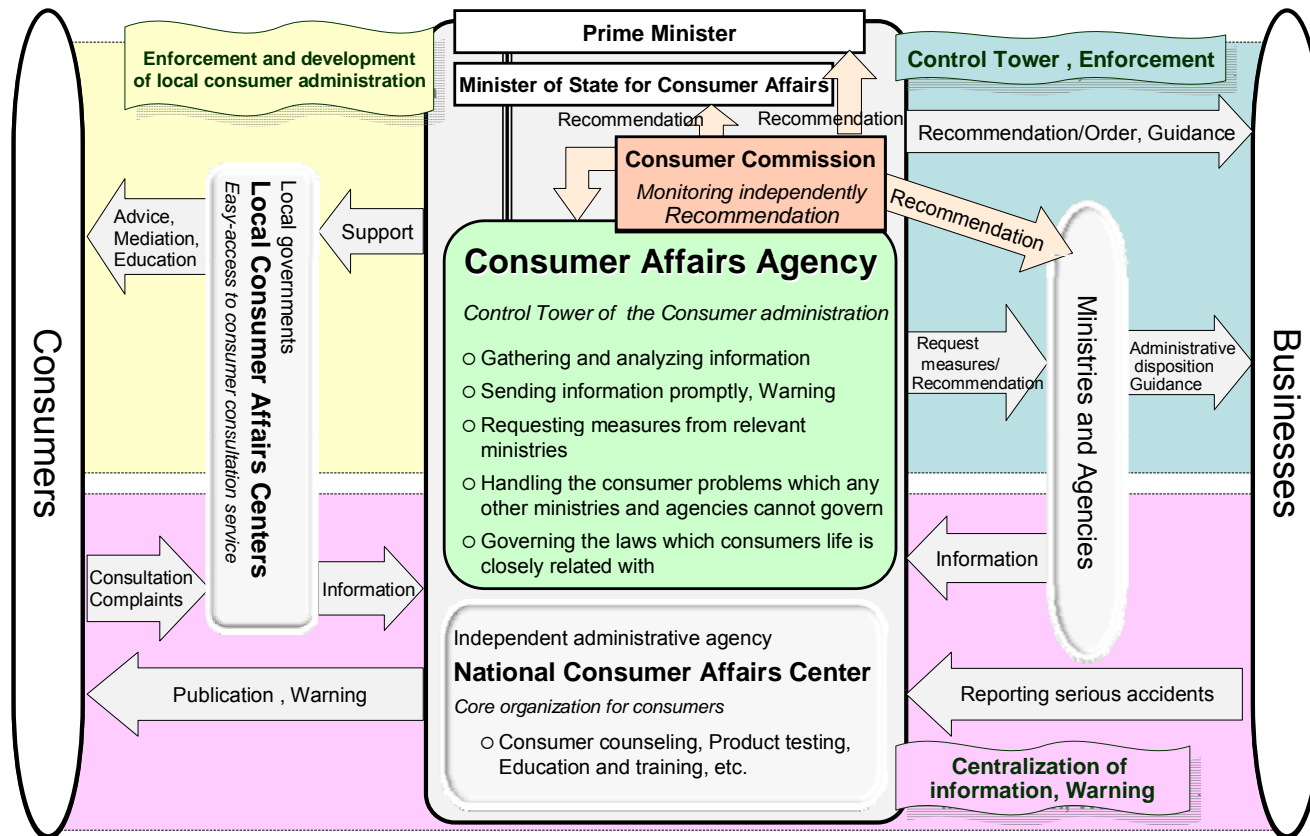 Prime Minister
Enforcement and development
of local consumer administration
Control Tower , Enforcement
Minister of State for Consumer Affairs
Recommendation
Recommendation
Recommendation/Order, Guidance
Consumer Commission
Monitoring independently
Recommendation
Recommendation
Consumers
Advice,
Mediation,
Education
Local governments
Local Consumer Affairs Centers
Easy-access to consumer consultation service
Support
Consumer Affairs Agency
Control Tower of the Consumer administration
○ Gathering and analyzing information
○ Sending information promptly, Warning
○ Requesting measures from relevant
ministries
○ Handling the consumer problems which any
other ministries and agencies cannot govern
○ Governing the laws which consumers life is
closely related with
Request
measures/
Recommendation
Ministries and Agencies
Administrative
disposition
Guidance
Businesses
Consultation
Complaints
Information
Information
Publication , Warning
Independent administrative agency
National Consumer Affairs Center
Core organization for consumers
○ Consumer counseling, Product testing,
Education and training, etc.
Reporting serious accidents
Centralization of
information, Warning